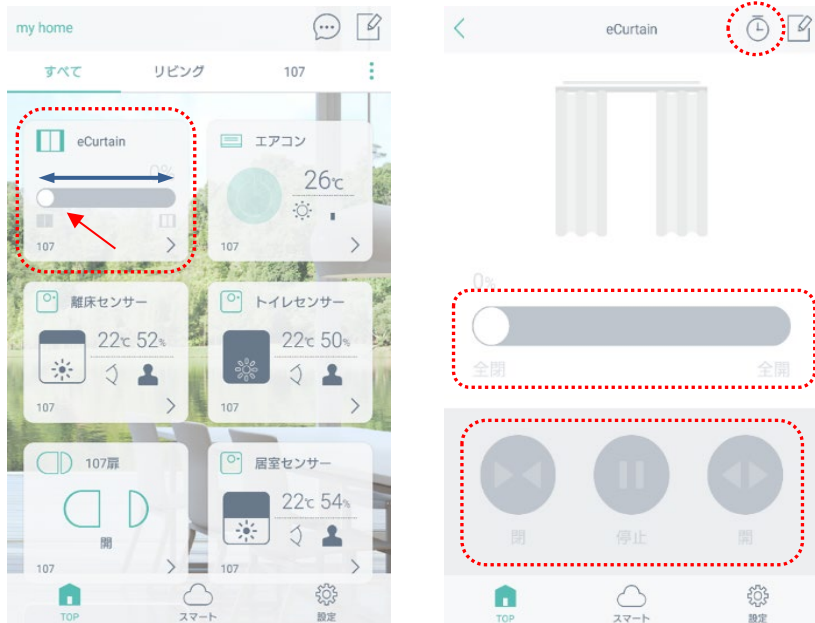 my home
すべて リビング 107
eCurtain
0%
107
エアコン
26℃
107
離床センサー
22℃ 52%
107
トイレセンサー
22℃ 50%
107
107扉
開
107
居室センサー
22℃ 54%
107
TOP スマート 設定
eCurtain
0%
全閉 全開
閉 停止 開
TOP スマート 設定